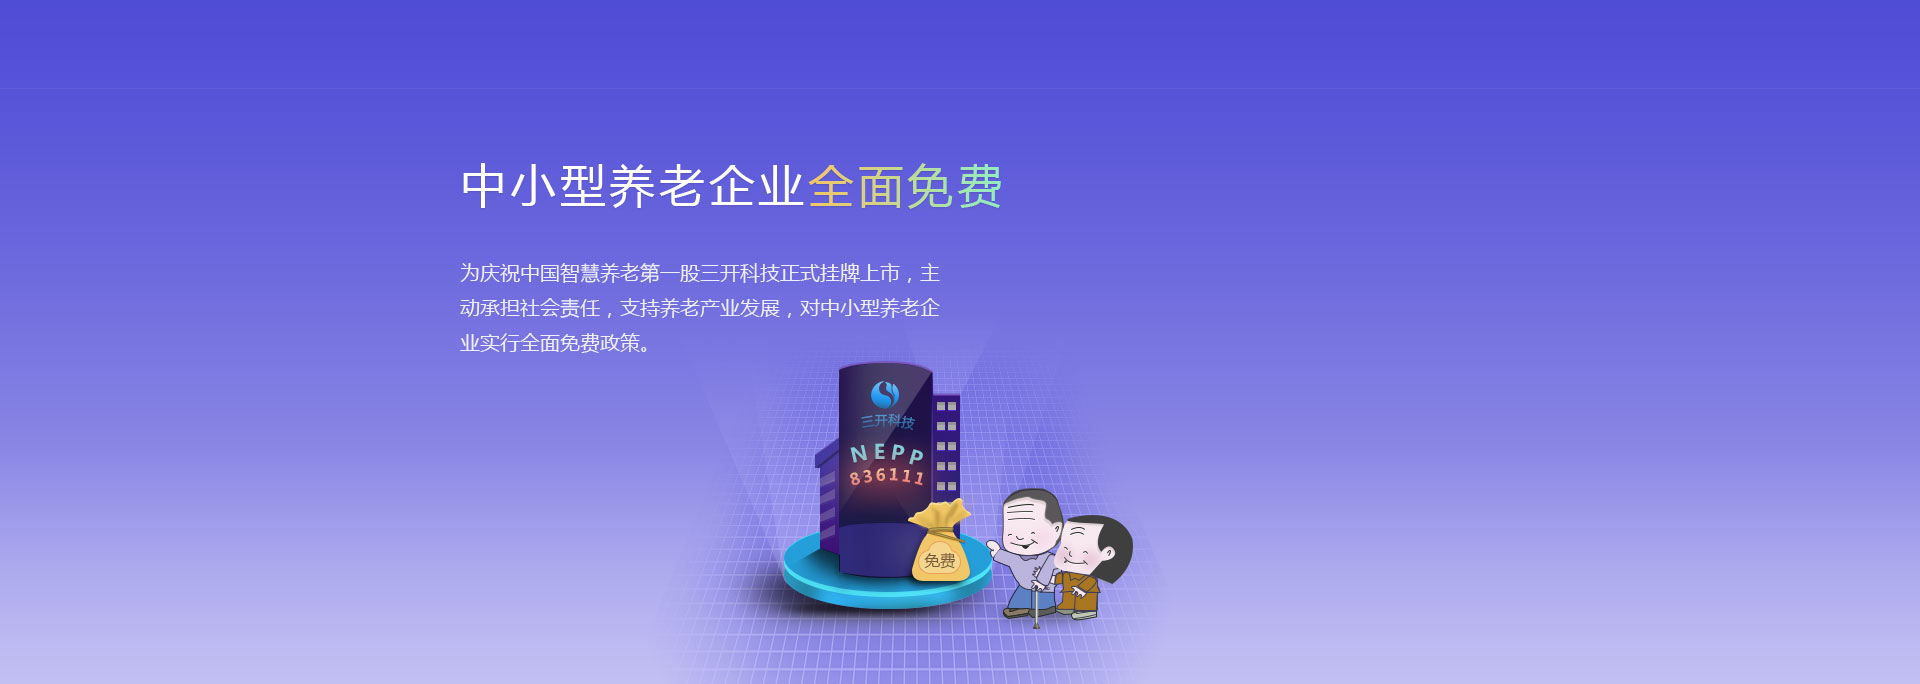 中小型养老企业全面免费
为庆祝中国智慧养老第一股三开科技正式挂牌上市，主
动承担社会责任，支持养老产业发展，对中小型养老企
业实行全面免费政策。
三开科技
NEPP
836111
免费